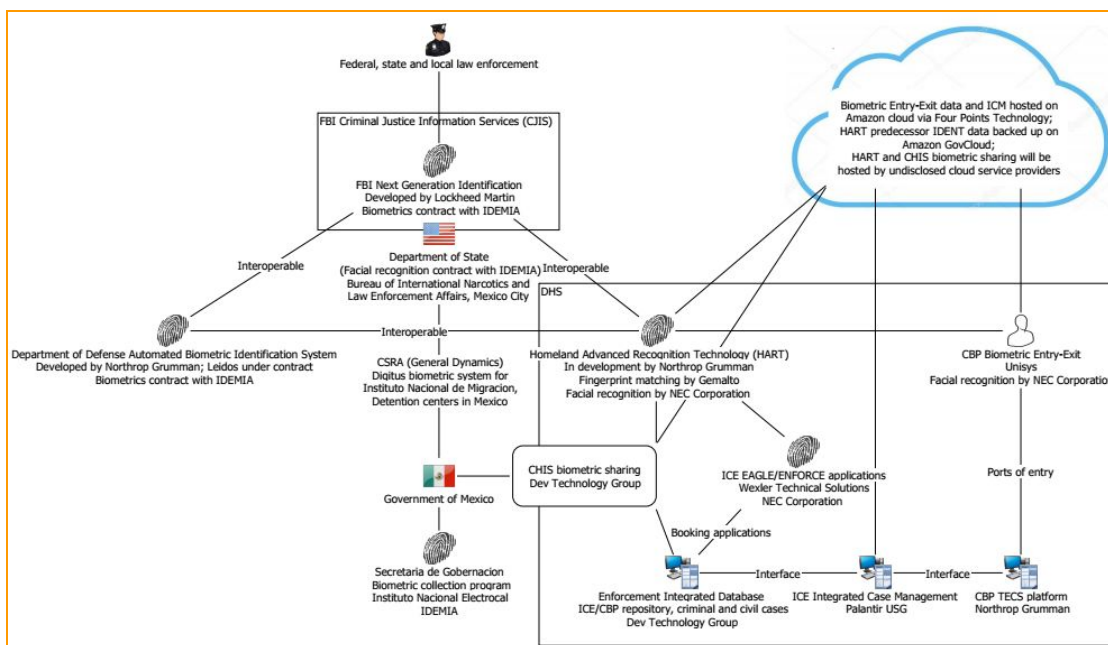 Federal, state and local law enforcement
FBI Criminal Justice Information Services (CJIS)
FBI Next Generation Identification
Developed by Lockheed Martin
Biometrics contract with IDEMIA
Biometric Entry-Exit data and ICM hosted on
Amazon cloud via Four Points Technology;
HART predecessor IDENT data backed up on
Amazon GovCloud;
HART and CHIS biometric sharing will be
hosted by undisclosed cloud service providers
Interoperable
Department of State
(Facial recognition contract with IDEMIA)
Bureau of International Narcotics and
Law Enforcement Affairs, Mexico City
Interoperable
DHS
Interoperable
Department of Defense Automated Biometric Identification System
Developed by Northrop Grumman; Leidos under contract
Biometrics contract with IDEMIA
CSRA (General Dynamics)
Digitus biometric system for
Instituto Nacional de Migracion,
Detention centers in Mexico
Homeland Advanced Recognition Technology (HART)
In development by Northrop Grumman
Fingerprint matching by Gemalto
Facial recognition by NEC Corporation
CBP Biometric Entry-Exit
Unisys
Facial recognition by NEC Corporation
CHIS biometric sharing
Dev Technology Group
ICE EAGLE/ENFORCE applications
Wexler Technical Solutions
NEC Corporation
Ports of entry
Government of Mexico
Booking applications
Secretaria de Gobernacion
Biometric collection program
Instituto Nacional Electrocal
IDEMIA
Interface
Interface
Enforcement Integrated Database
ICE/CBP repository, criminal and civil cases
Dev Technology Group
ICE Integrated Case Management
Palantir USG
CBP TECS platform
Northrop Grumman